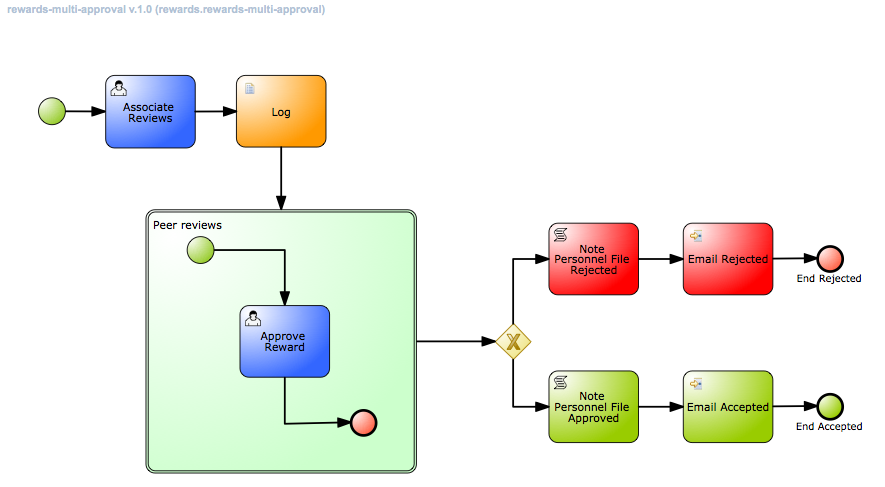 rewards-multi-approval v.1.0 (rewards.rewards-multi-approval)
Associate
Reviews
Log
Peer reviews
Approve
Reward
Note
Personnel File
Rejected
Email Rejected
End Rejected
X
Note
Personnel File
Approved
Email Accepted
End Accepted